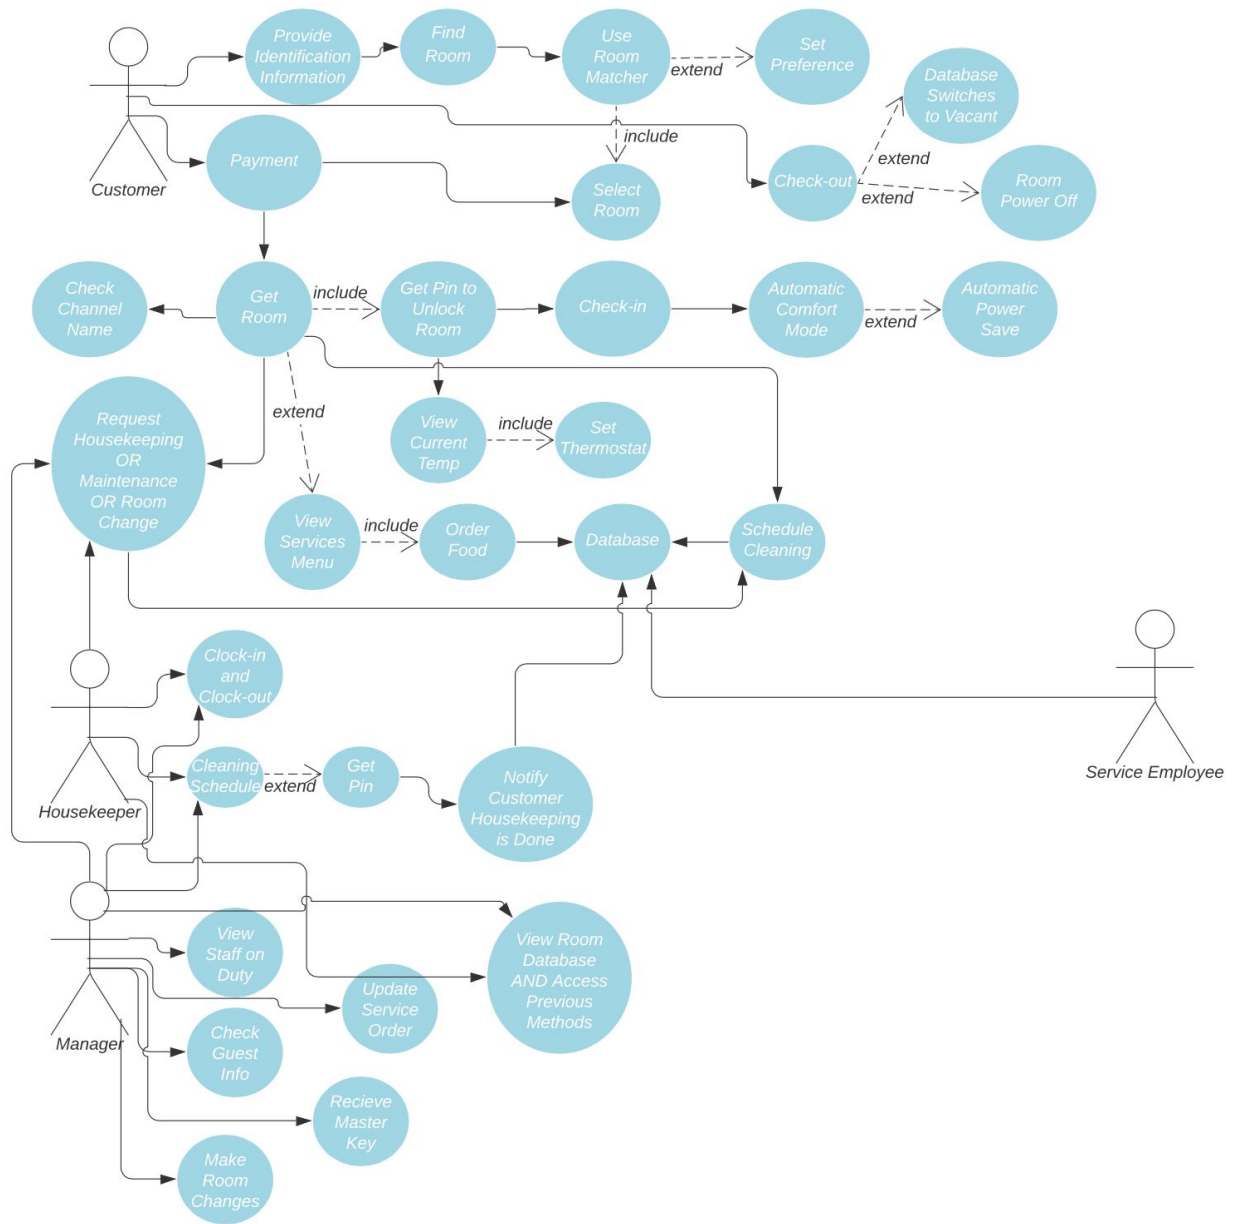 Provide
Identification
Information
Find
Room
Use
Room
Matcher
extend
Set
Preference
Database
Switches
to Vacant
include
extend
Customer
Payment
Select
Room
Check-out
extend
Room
Power Off
Check
Channel
Name
Get
Room
include
Get Pin to
Unlock
Room
Check-in
Automatic
Comfort
Mode
extend
Automatic
Power
Save
Request
Housekeeping
OR
Maintenance
OR Room
Change
extend
View
Current
Temp
include
Set
Thermostat
View
Services
Menu
include
Order
Food
Database
Schedule
Cleaning
Clock-in
and
Clock-out
Housekeeper
Cleaning
Schedule
extend
Get
Pin
Notify
Customer
Housekeeping
is Done
Service Employee
View
Staff on
Duty
Update
Service
Order
View Room
Database
AND Access
Previous
Methods
Manager
Check
Guest
Info
Recieve
Master
Key
Make
Room
Changes